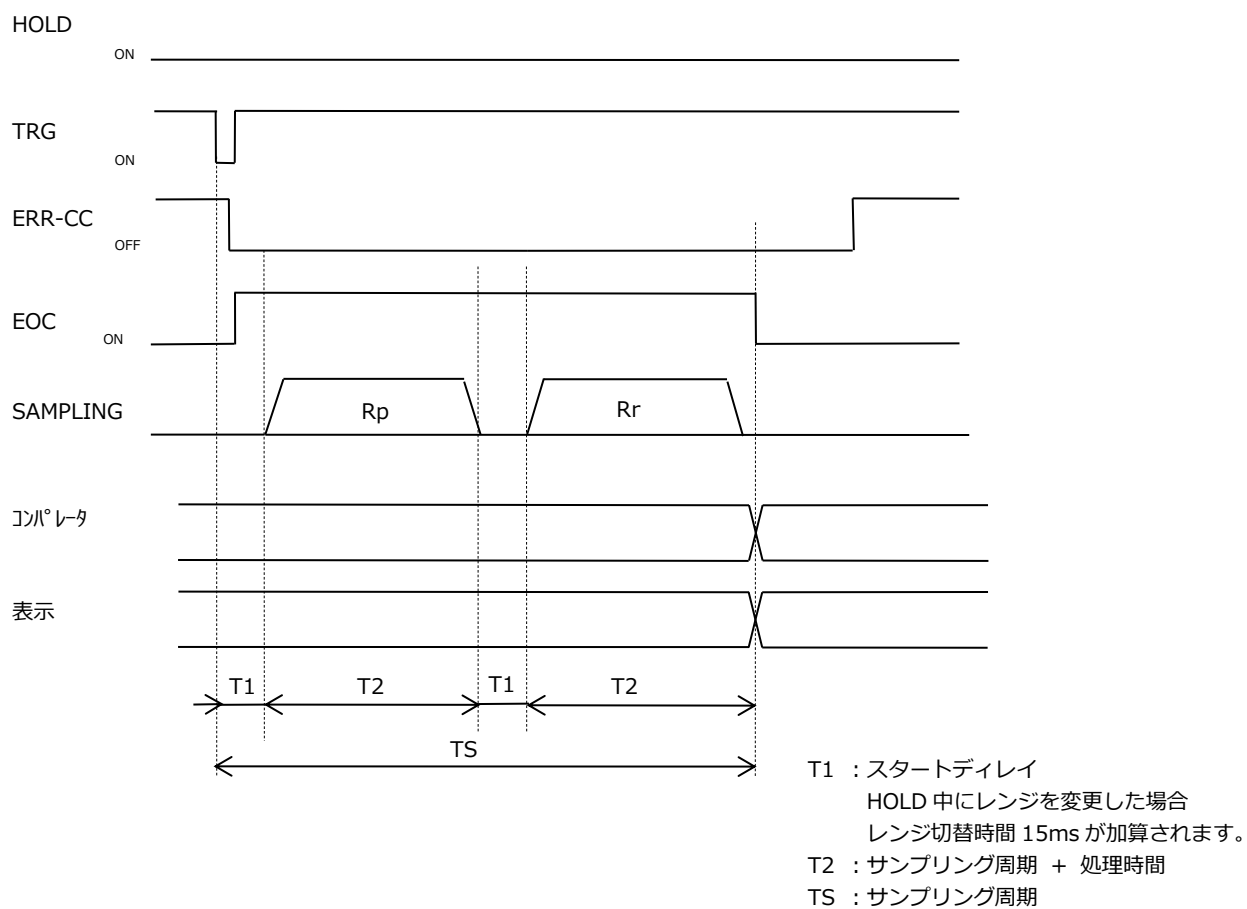 HOLD
ON
TRG
ON
ERR-CC
OFF
EOC
ON
SAMPLING
Rp
Rr
ｺﾝﾊﾟﾚｰﾀ
表示
T1
T2
T1
T2
TS
T1 ：スタートディレイ
HOLD 中にレンジを変更した場合
レンジ切替時間 15ms が加算されます。
T2 ：サンプリング周期 + 処理時間
TS ：サンプリング周期